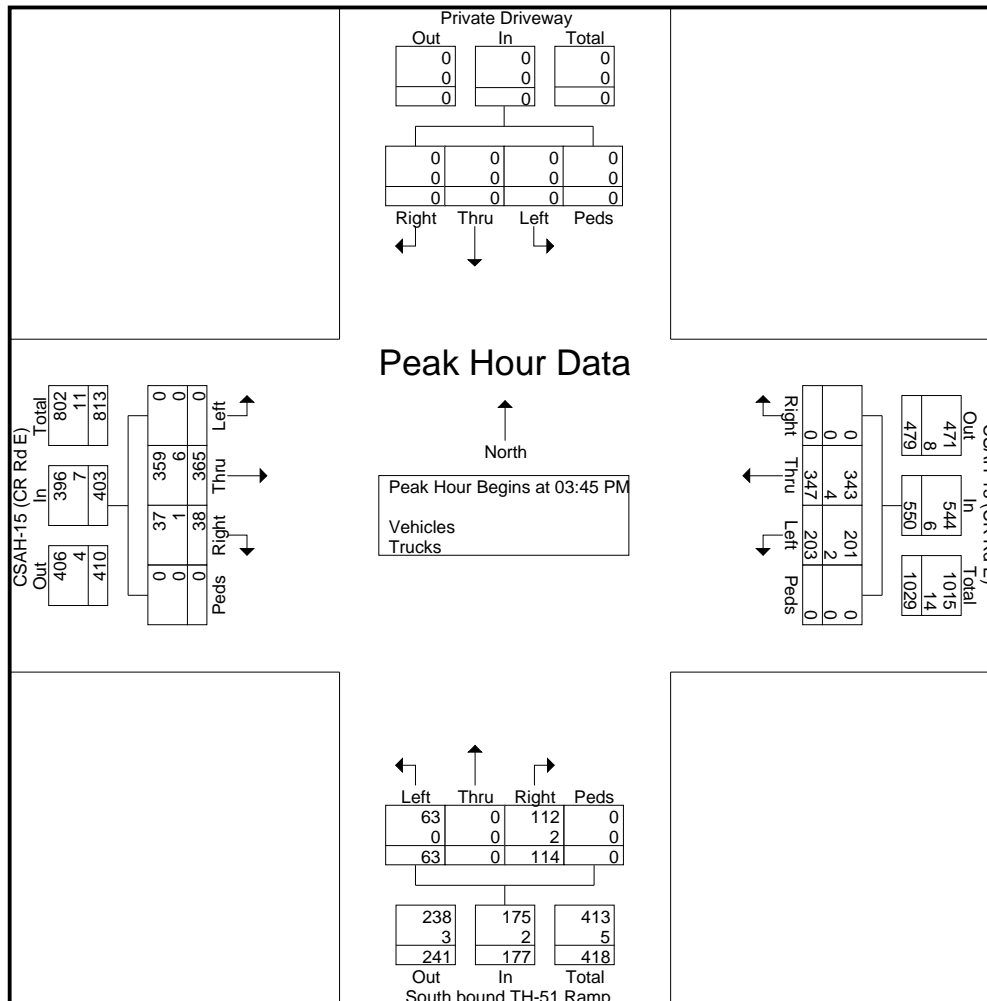 Private Driveway
Out In Total
0 0 0
0 0 0
0 0 0
0 0 0 0
0 0 0 0
0 0 0 0
Right Thru Left Peds
Peak Hour Data
North
Peak Hour Begins at 03:45 PM
Vehicles
Trucks
CSAH-15 (CR Rd E)
Out In Total
406 396 802
4 7 11
410 403 813
0 37 359 0
0 1 6 0
0 38 365 0
Peds Right Thru Left
Out In Total
471 544 1015
8 6 14
479 550 1029
0 343 201 0
0 4 2 0
0 347 203 0
Right Thru Left Peds
Left Thru Right Peds
63 0 112 0
0 0 2 0
63 0 114 0
238 175 413
3 2 5
241 177 418
Out In Total
South bound TH-51 Ramp